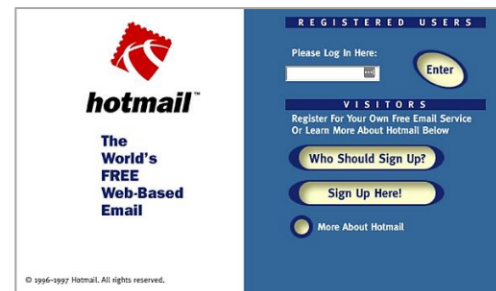 hotmail™
The
World's
FREE
Web-Based
Email
© 1996-1997 Hotmail. All rights reserved.
REGISTERED USERS
Please Log In Here:
Enter
VISITORS
Register For Your Own Free Email Service
Or Learn More About Hotmail Below
Who Should Sign Up?
Sign Up Here!
More About Hotmail